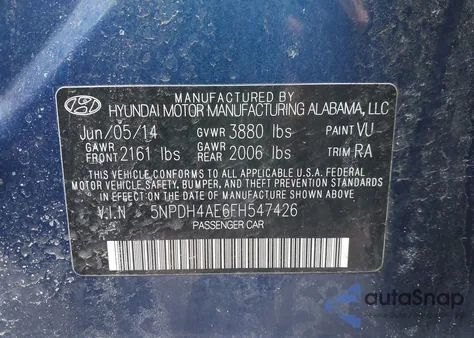 MANUFACTURED BY
HYUNDAI MOTOR MANUFACTURING ALABAMA, LLC
Jun/05/14 GVWR 3880 lbs PAINT VU
GAWR FRONT 2161 lbs GAWR REAR 2006 lbs TRIM RA
THIS VEHICLE CONFORMS TO ALL APPLICABLE U.S.A. FEDERAL
MOTOR VEHICLE SAFETY, BUMPER, AND THEFT PREVENTION STANDARDS
IN EFFECT ON THE DATE OF MANUFACTURE SHOWN ABOVE.
V.I.N 5NPDH4AE6FH547426
PASSENGER CAR
autoSnap